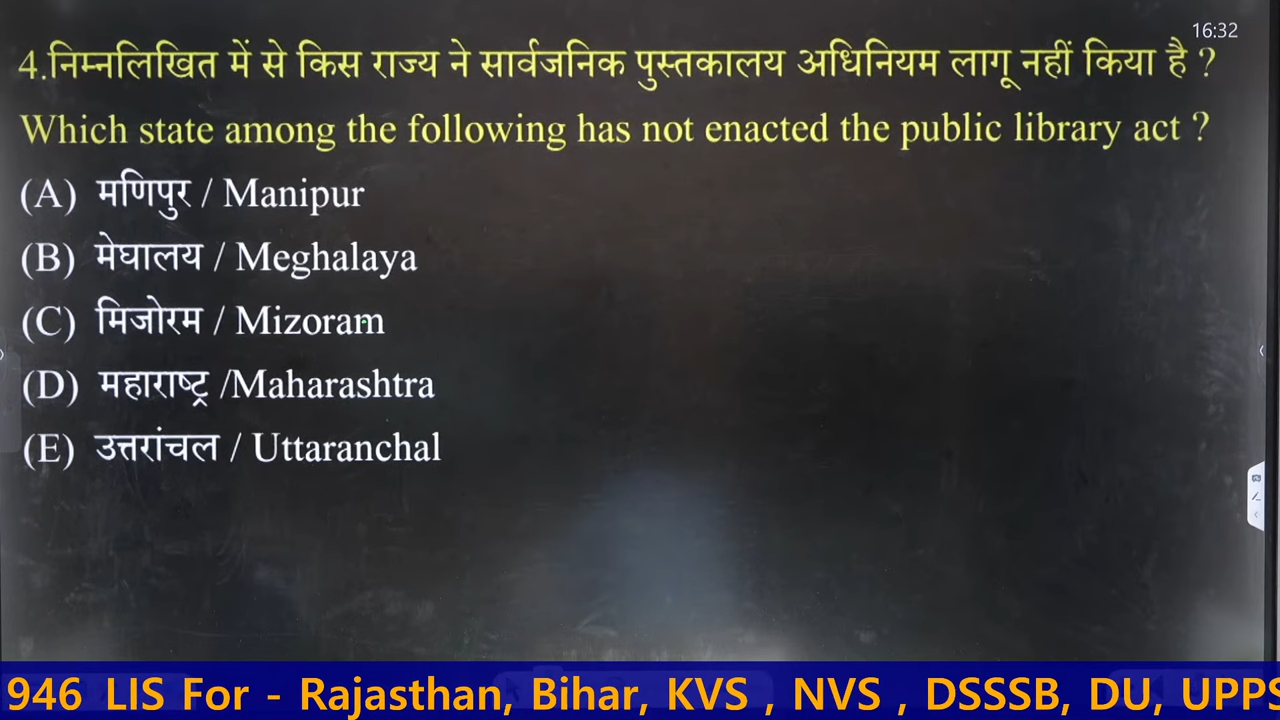 16:32
4.निम्नलिखित में से किस राज्य ने सार्वजनिक पुस्तकालय अधिनियम लागू नहीं किया है ?
Which state among the following has not enacted the public library act ?
(A) मणिपुर / Manipur
(B) मेघालय / Meghalaya
(C) मिजोरम / Mizoram
(D) महाराष्ट्र /Maharashtra
(E) उत्तरांचल / Uttaranchal
946 LIS For - Rajasthan, Bihar, KVS , NVS , DSSSB, DU, UPPS